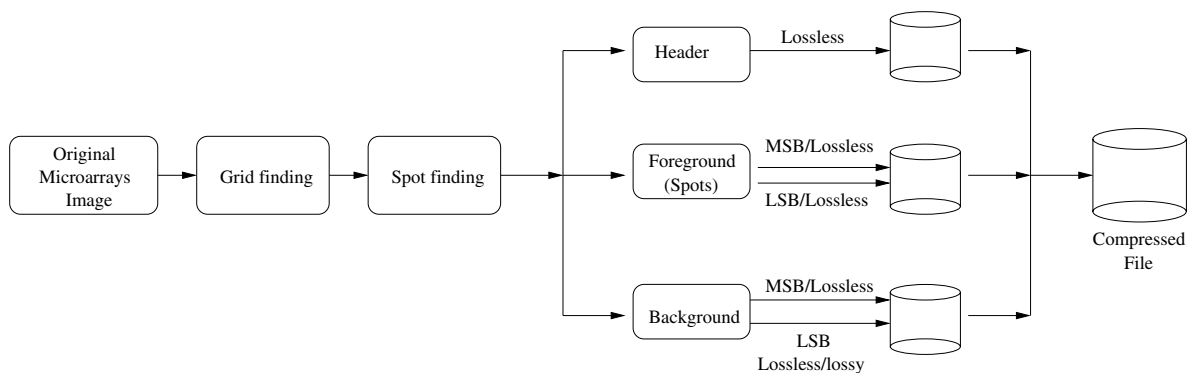 Original
Microarrays
Image
Grid finding
Spot finding
Header
Lossless
Foreground
(Spots)
MSB/Lossless
LSB/Lossless
Background
MSB/Lossless
LSB
Lossless/lossy
Compressed
File